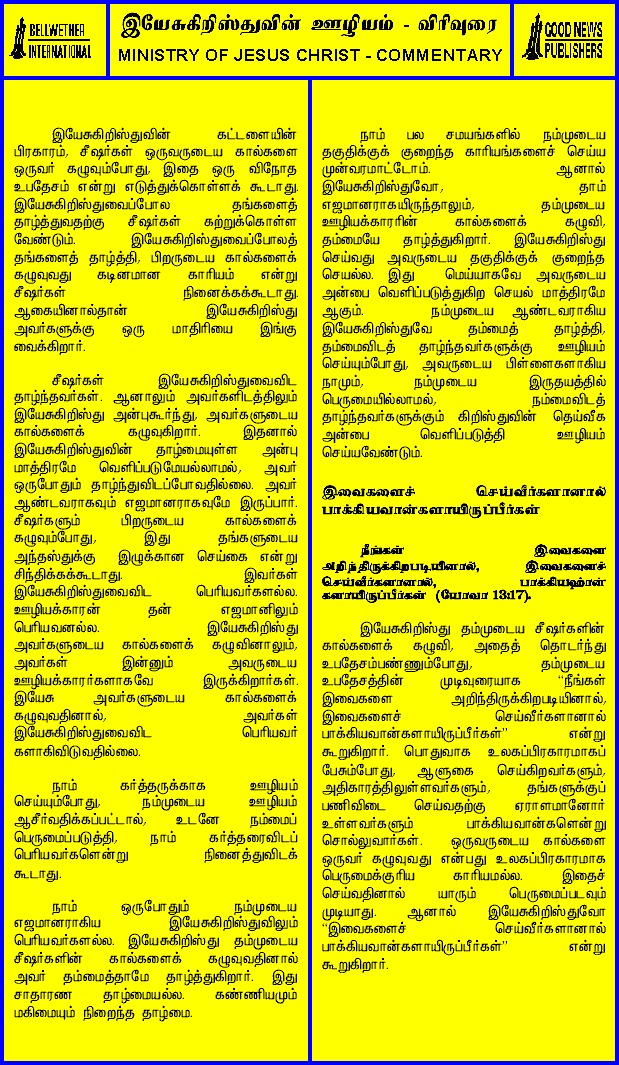 BELLWETHER
INTERNATIONAL
இயேசுகிறிஸ்துவின் ஊழியம் - விரிவுரை
MINISTRY OF JESUS CHRIST - COMMENTARY
GOOD NEWS
PUBLISHERS
இயேசுகிறிஸ்துவின் கட்டளையின்
பிரகாரம், சீஷர்கள் ஒருவருடைய கால்களை
ஒருவர் கழுவும்போது, இதை ஒரு விநோத
உபதேசம் என்று எடுத்துக்கொள்ளக் கூடாது.
இயேசுகிறிஸ்துவைப்போல தங்களைத்
தாழ்த்துவதற்கு சீஷர்கள் கற்றுக்கொள்ள
வேண்டும். இயேசுகிறிஸ்துவைப்போலத்
தங்களைத் தாழ்த்தி, பிறருடைய கால்களைக்
கழுவுவது கடினமான காரியம் என்று
சீஷர்கள் நினைக்கக்கூடாது.
ஆகையினால்தான் இயேசுகிறிஸ்து
அவர்களுக்கு ஒரு மாதிரியை இங்கு
வைக்கிறார்.
சீஷர்கள் இயேசுகிறிஸ்துவைவிட
தாழ்ந்தவர்கள். ஆனாலும் அவர்களிடத்திலும்
இயேசுகிறிஸ்து அன்புகூர்ந்து, அவர்களுடைய
கால்களைக் கழுவுகிறார். இதனால்
இயேசுகிறிஸ்துவின் தாழ்மையுள்ள அன்பு
மாத்திரமே வெளிப்படுமேயல்லாமல், அவர்
ஒருபோதும் தாழ்ந்துவிடப்போவதில்லை. அவர்
ஆண்டவராகவும் எஜமானராகவுமே இருப்பார்.
சீஷர்களும் பிறருடைய கால்களைக்
கழுவும்போது, இது தங்களுடைய
அந்தஸ்துக்கு இழுக்கான செய்கை என்று
சிந்திக்கக்கூடாது. இவர்கள்
இயேசுகிறிஸ்துவைவிட பெரியவர்களல்ல.
ஊழியக்காரன் தன் எஜமானிலும்
பெரியவனல்ல. இயேசுகிறிஸ்து
அவர்களுடைய கால்களைக் கழுவினாலும்,
அவர்கள் இன்னும் அவருடைய
ஊழியக்காரர்களாகவே இருக்கிறார்கள்.
இயேசு அவர்களுடைய கால்களைக்
கழுவுவதினால், அவர்கள்
இயேசுகிறிஸ்துவைவிட பெரியவர்
களாகிவிடுவதில்லை.
நாம் கர்த்தருக்காக ஊழியம்
செய்யும்போது, நம்முடைய ஊழியம்
ஆசீர்வதிக்கப்பட்டால், உடனே நம்மைப்
பெருமைப்படுத்தி, நாம் கர்த்தரைவிடப்
பெரியவர்களென்று நினைத்துவிடக்
கூடாது.
நாம் ஒருபோதும் நம்முடைய
எஜமானராகிய இயேசுகிறிஸ்துவிலும்
பெரியவர்களல்ல. இயேசுகிறிஸ்து தம்முடைய
சீஷர்களின் கால்களைக் கழுவுவதினால்
அவர் தம்மைத்தாமே தாழ்த்துகிறார். இது
சாதாரண தாழ்மையல்ல. கண்ணியமும்
மகிமையும் நிறைந்த தாழ்மை.
நாம் பல சமயங்களில் நம்முடைய
தகுதிக்குக் குறைந்த காரியங்களைச் செய்ய
முன்வரமாட்டோம். ஆனால்
இயேசுகிறிஸ்துவோ, தாம்
எஜமானராகயிருந்தாலும், தம்முடைய
ஊழியக்காரரின் கால்களைக் கழுவி,
தம்மையே தாழ்த்துகிறார். இயேசுகிறிஸ்து
செய்வது அவருடைய தகுதிக்குக் குறைந்த
செயல்ல. இது மெய்யாகவே அவருடைய
அன்பை வெளிப்படுத்துகிற செயல் மாத்திரமே
ஆகும். நம்முடைய ஆண்டவராகிய
இயேசுகிறிஸ்துவே தம்மைத் தாழ்த்தி,
தம்மைவிடத் தாழ்ந்தவர்களுக்கு ஊழியம்
செய்யும்போது, அவருடைய பிள்ளைகளாகிய
நாமும், நம்முடைய இருதயத்தில்
பெருமையில்லாமல், நம்மைவிடத்
தாழ்ந்தவர்களுக்கும் கிறிஸ்துவின் தெய்வீக
அன்பை வெளிப்படுத்தி ஊழியம்
செய்யவேண்டும்.
இவைகளைச் செய்வீர்களானால்
பாக்கியவான்களாயிருப்பீர்கள்
நீங்கள் இவைகளை
அறிந்திருக்கிறபடியினால், இவைகளைச்
செய்வீர்களானால், பாக்கியவான்
களாயிருப்பீர்கள் (யோவா 13:17).
இயேசுகிறிஸ்து தம்முடைய சீஷர்களின்
கால்களைக் கழுவி, அதைத் தொடர்ந்து
உபதேசம்பண்ணும்போது, தம்முடைய
உபதேசத்தின் முடிவுரையாக "நீங்கள்
இவைகளை அறிந்திருக்கிறபடியினால்,
இவைகளைச் செய்வீர்களானால்
பாக்கியவான்களாயிருப்பீர்கள்" என்று
கூறுகிறார். பொதுவாக உலகப்பிரகாரமாகப்
பேசும்போது, ஆளுகை செய்கிறவர்களும்,
அதிகாரத்திலுள்ளவர்களும், தங்களுக்குப்
பணிவிடை செய்வதற்கு ஏராளமானோர்
உள்ளவர்களும் பாக்கியவான்களென்று
சொல்லுவார்கள். ஒருவருடைய கால்களை
ஒருவர் கழுவுவது என்பது உலகப்பிரகாரமாக
பெருமைக்குரிய காரியமல்ல. இதைச்
செய்வதினால் யாரும் பெருமைப்படவும்
முடியாது. ஆனால் இயேசுகிறிஸ்துவோ
"இவைகளைச் செய்வீர்களானால்
பாக்கியவான்களாயிருப்பீர்கள்" என்று
கூறுகிறார்.